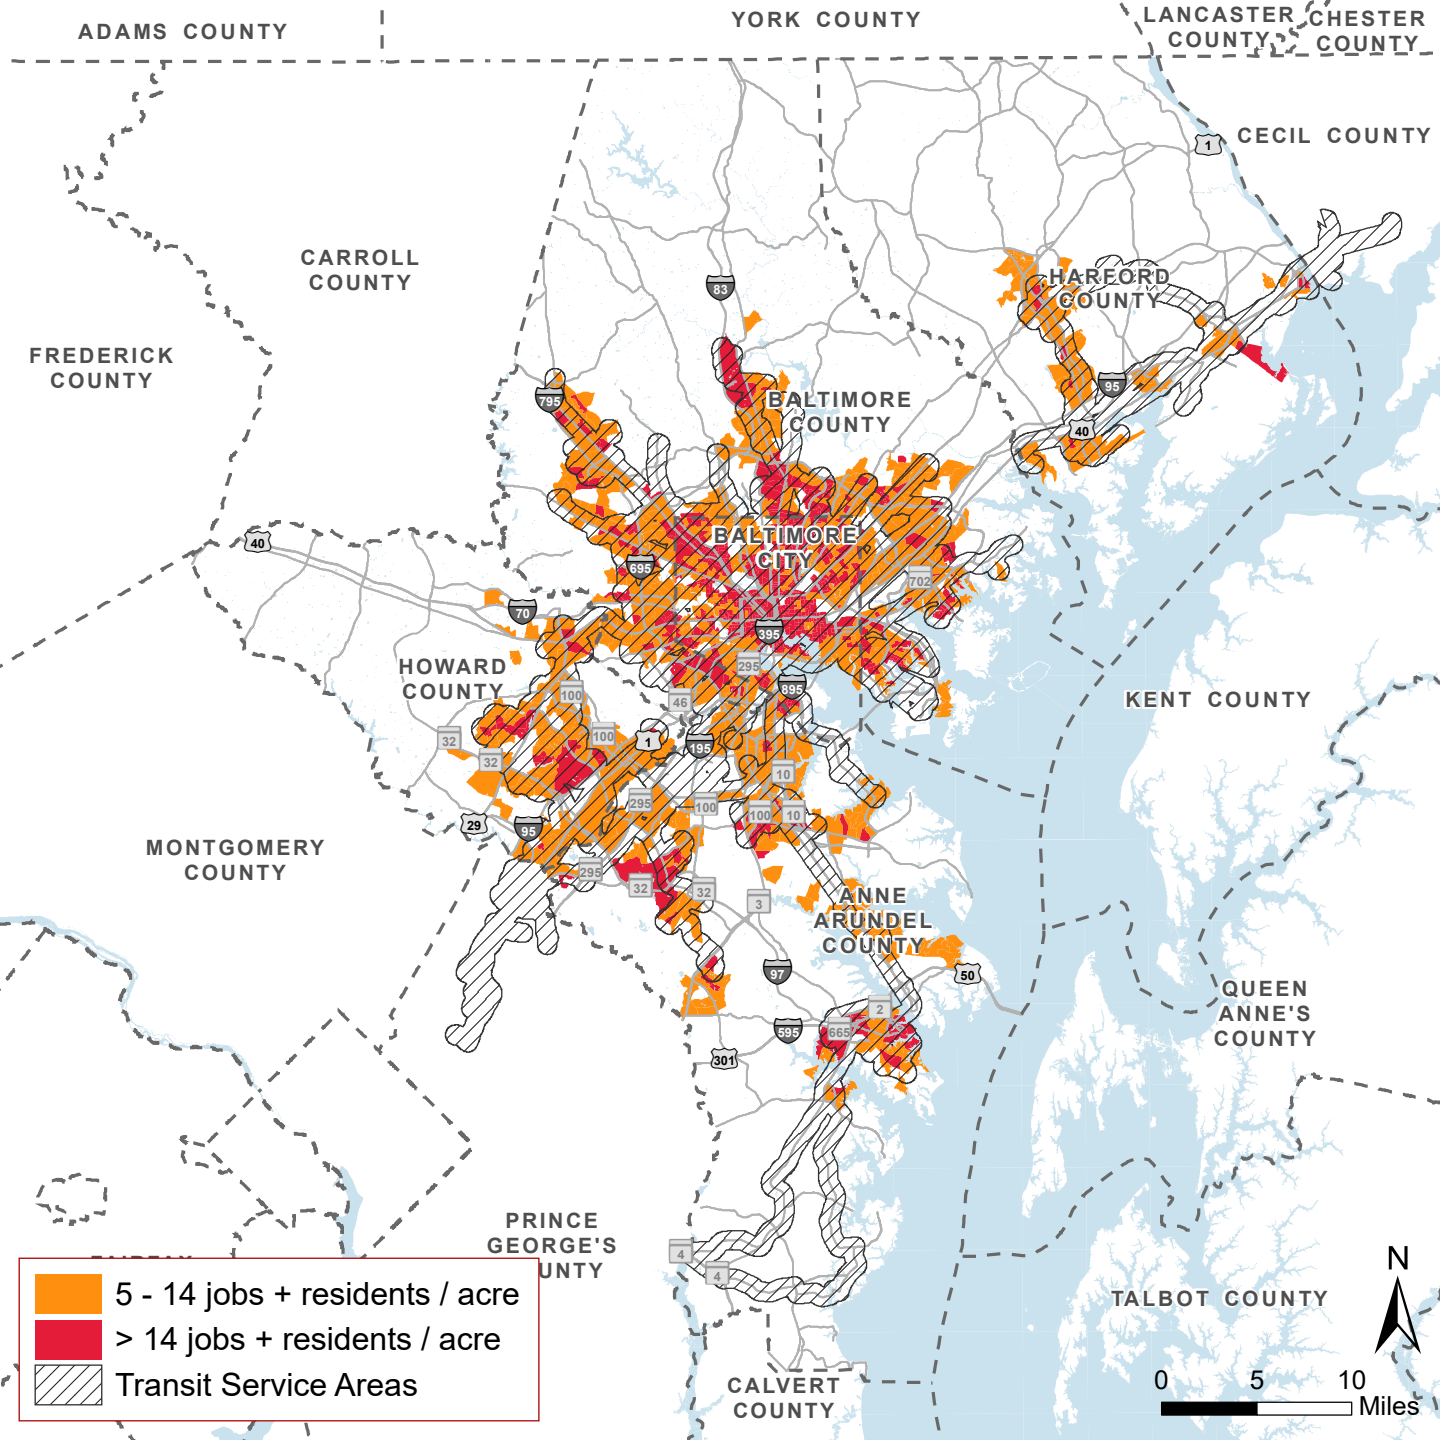 ADAMS COUNTY
YORK COUNTY
LANCASTER
COUNTY
CHESTER
COUNTY
CECIL COUNTY
1
CARROLL
COUNTY
83
HARFORD
COUNTY
FREDERICK
COUNTY
795
BALTIMORE
COUNTY
95
40
40
BALTIMORE
CITY
695
702
70
395
HOWARD
COUNTY
295
100
895
46
KENT COUNTY
32
100
1
195
32
10
295
100
100
10
29
95
MONTGOMERY
COUNTY
295
32
32
3
ANNE
ARUNDEL
COUNTY
97
50
QUEEN
ANNE'S
COUNTY
2
665
595
301
PRINCE
GEORGE'S
UNTY
4
4
N
TALBOT COUNTY
5 - 14 jobs + residents / acre
> 14 jobs + residents / acre
Transit Service Areas
CALVERT
COUNTY
0 5 10
Miles